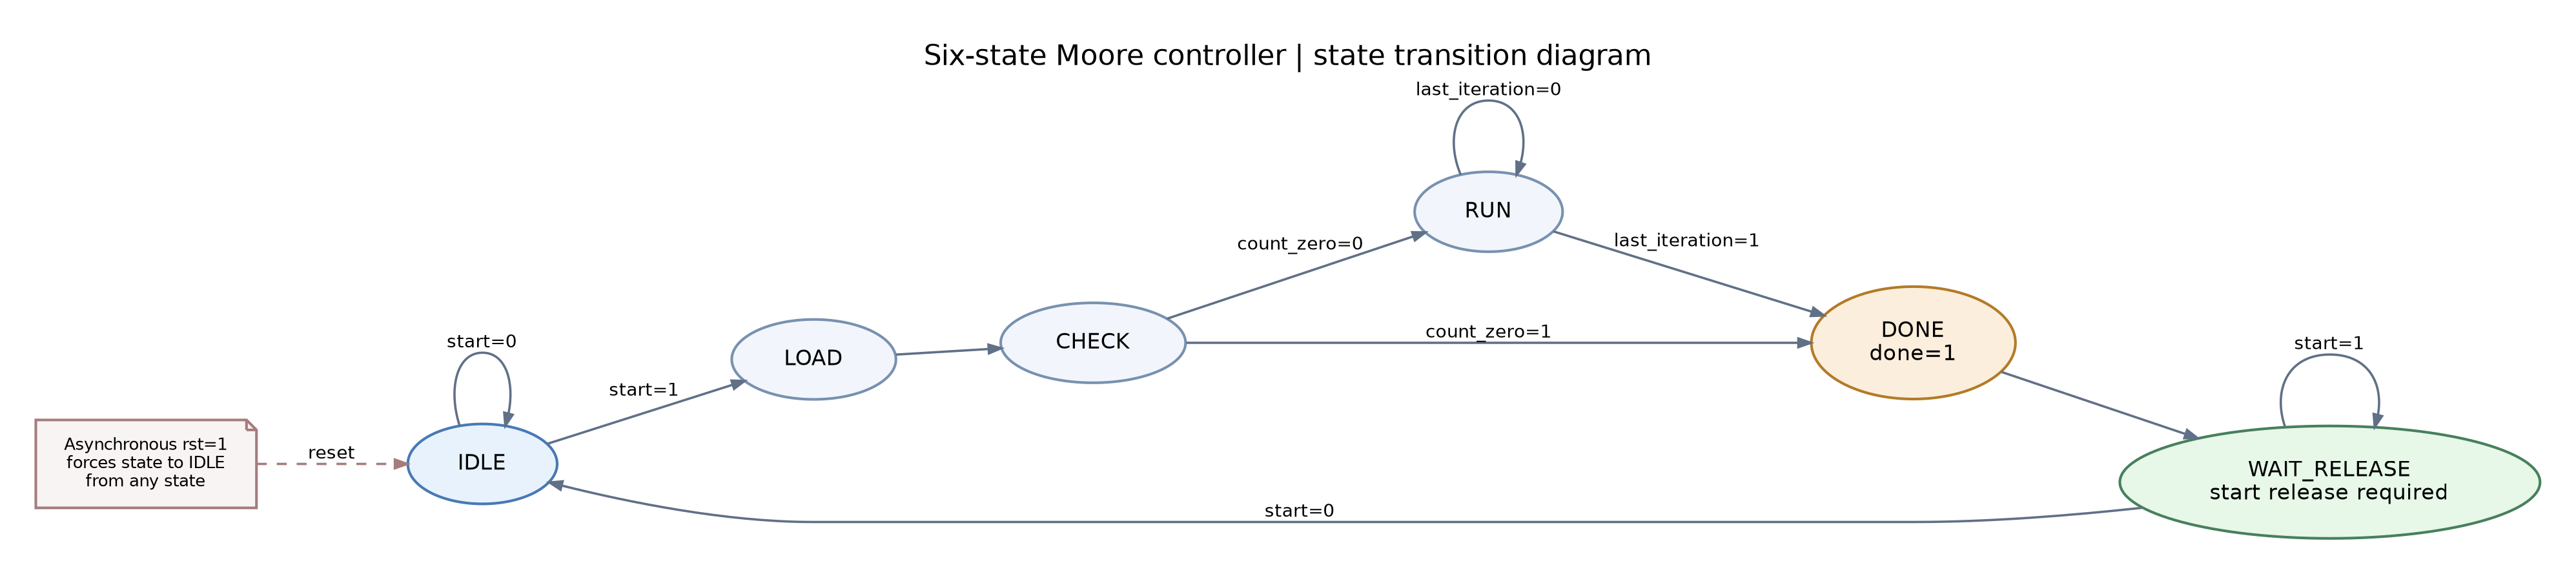 Six-state Moore controller | state transition diagram
last_iteration=0
RUN
count_zero=0
last_iteration=1
DONE
done=1
count_zero=1
CHECK
LOAD
start=0
start=1
start=1
IDLE
reset
Asynchronous rst=1
forces state to IDLE
from any state
WAIT_RELEASE
start release required
start=0